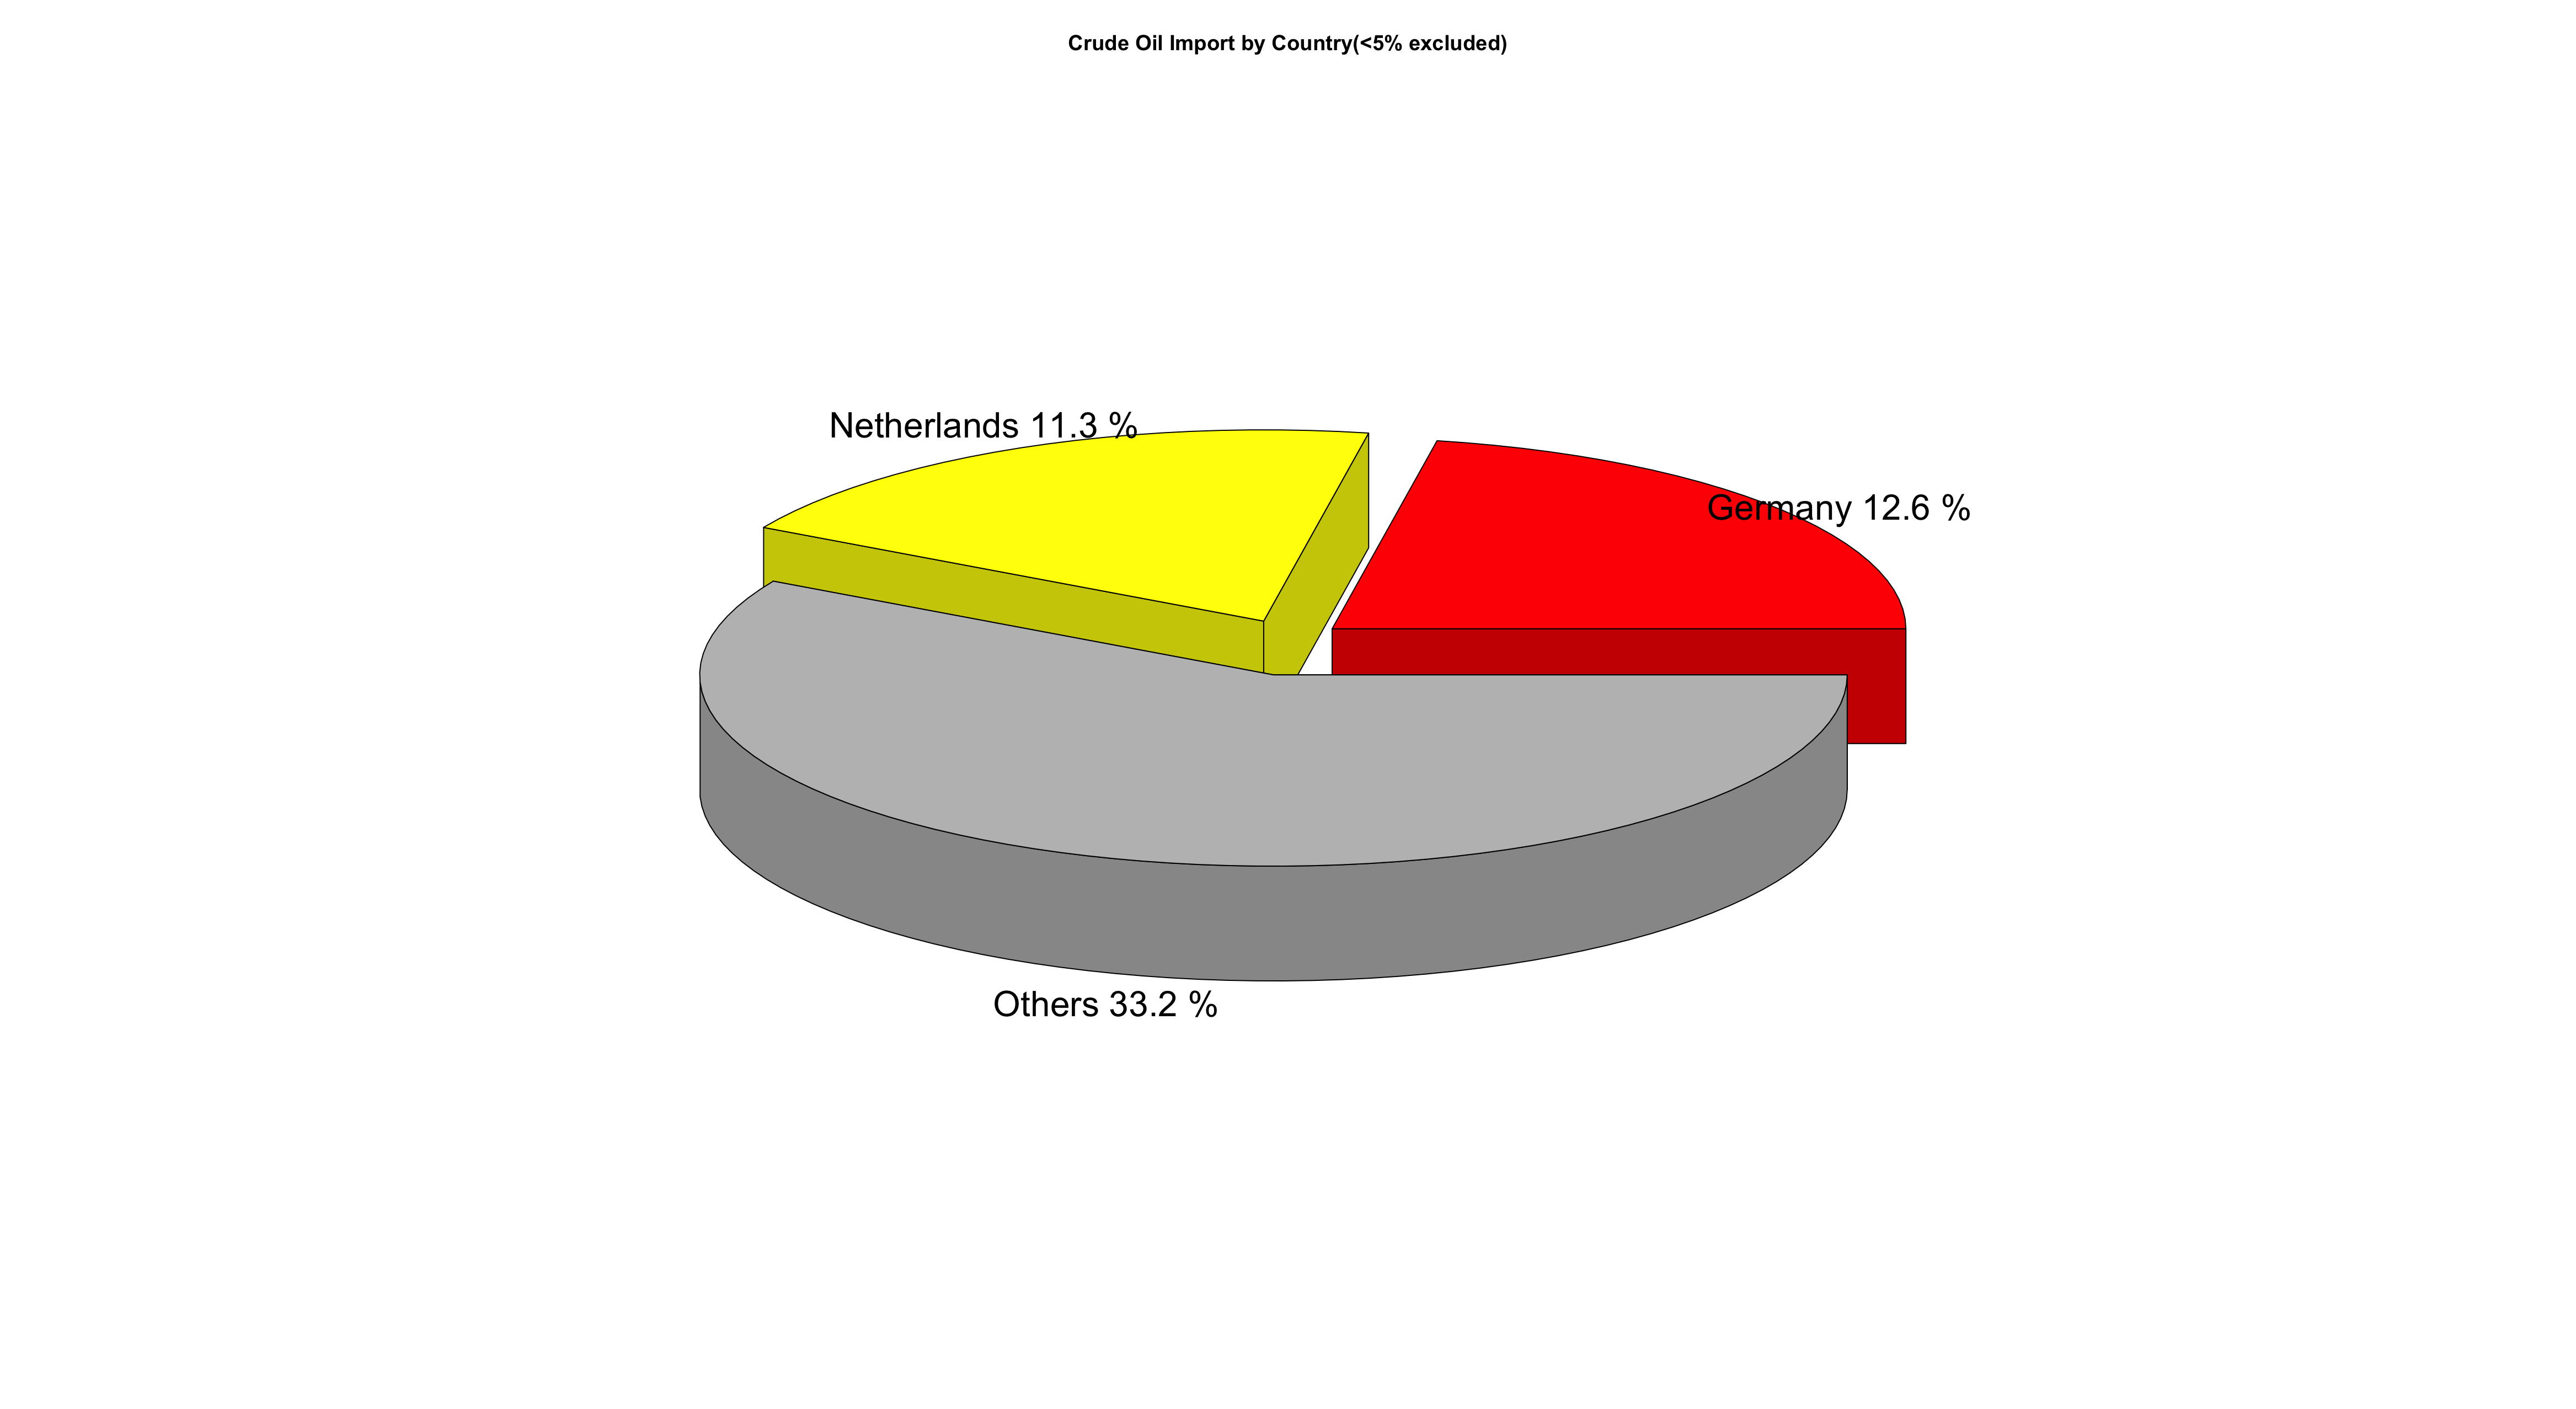 Crude Oil Import by Country(<5% excluded)
Netherlands 11.3 %
Germany 12.6 %
Others 33.2 %